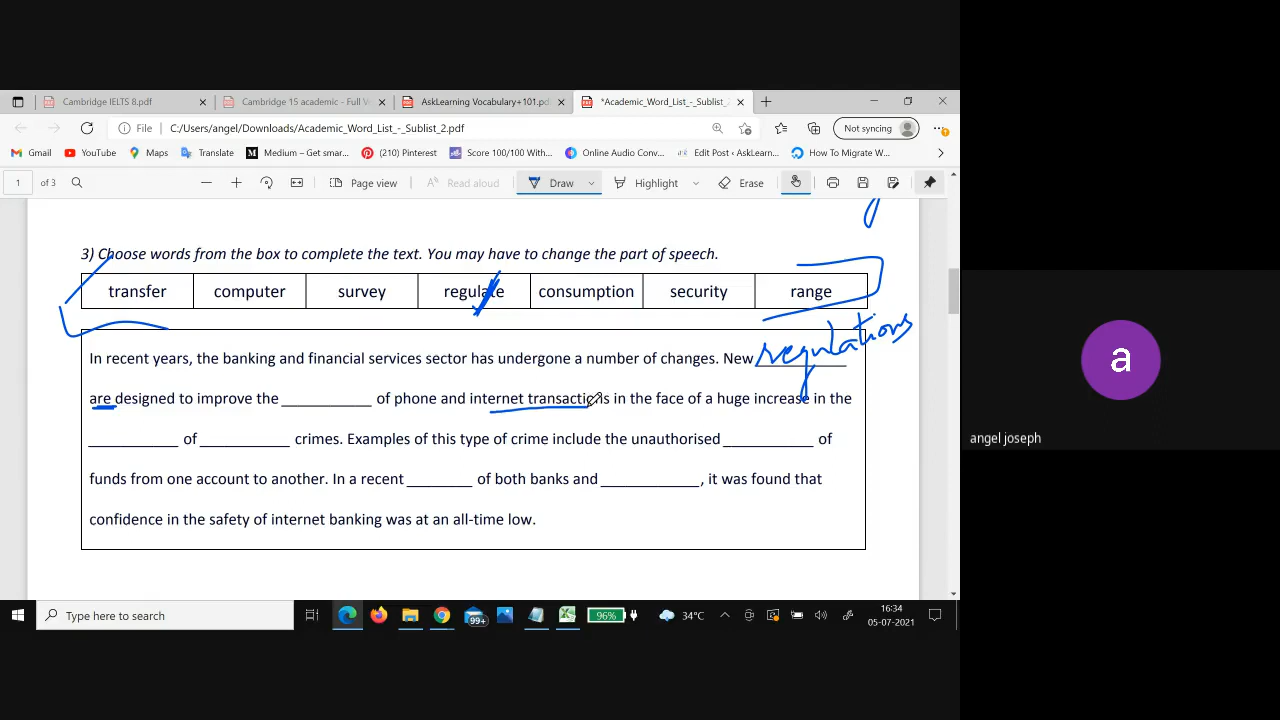 Cambridge IELTS 8.pdf
Cambridge 15 academic - Full V
AskLearning Vocabulary+101.pd
*Academic_Word_List_-_Sublist_2
File C:/Users/angel/Downloads/Academic_Word_List_-_Sublist_2.pdf
Not syncing
Gmail YouTube Maps Translate Medium – Get smar... (210) Pinterest Score 100/100 With... Online Audio Conv... Edit Post ‹ AskLearn... How To Migrate W...
1 of 3 Page view Read aloud Draw Highlight Erase
3) Choose words from the box to complete the text. You may have to change the part of speech.
transfer computer survey regulate consumption security range
In recent years, the banking and financial services sector has undergone a number of changes. New regulations
are designed to improve the ____________ of phone and internet transactions in the face of a huge increase in the
____________ of ____________ crimes. Examples of this type of crime include the unauthorised ____________ of
funds from one account to another. In a recent ________ of both banks and _____________, it was found that
confidence in the safety of internet banking was at an all-time low.
angel joseph
a
Type here to search
99+
96%
34°C
16:34
05-07-2021